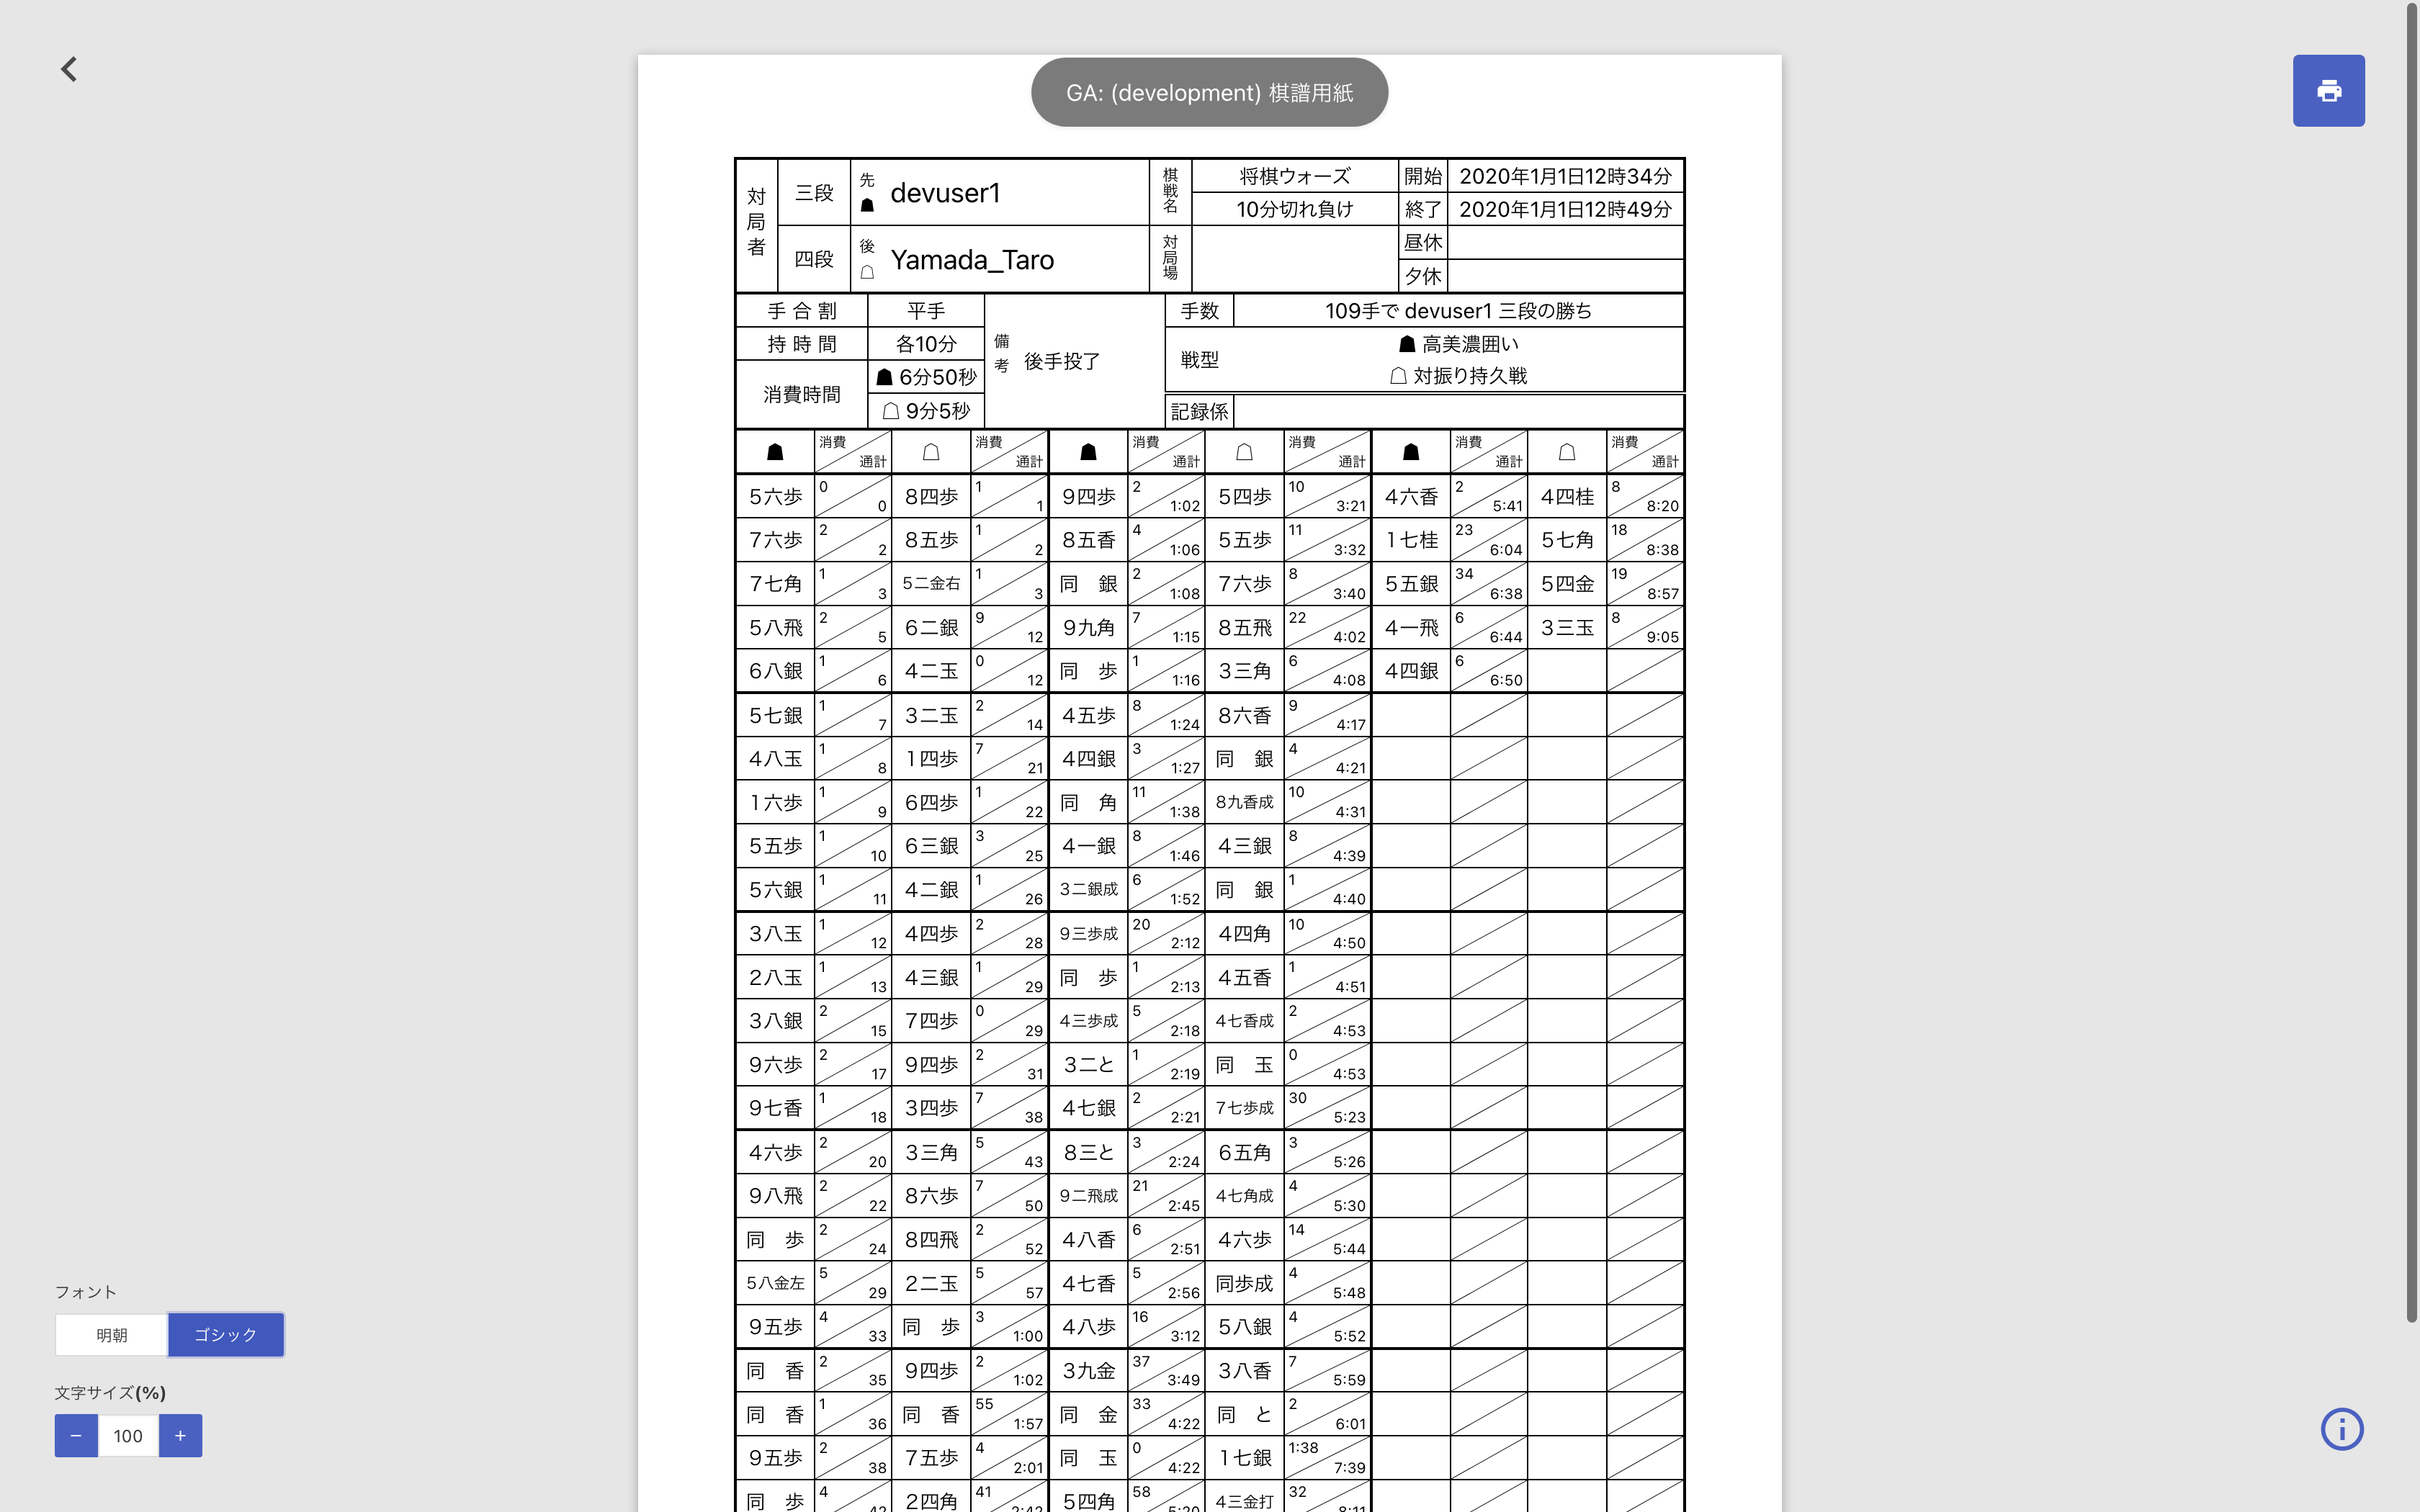 GA: (development) 棋譜用紙
対局者 三段 先 ☗ devuser1 棋戦名 将棋ウォーズ 開始 2020年1月1日12時34分
10分切れ負け 終了 2020年1月1日12時49分
四段 後 ☖ Yamada_Taro 対局場 昼休
夕休
手合割 平手 備考 後手投了 手数 109手で devuser1 三段の勝ち
持時間 各10分 戦型 ☗ 高美濃囲い
消費時間 ☗ 6分50秒 ☖ 対振り持久戦
☖ 9分5秒 記録係
☗ 消費 通計 ☖ 消費 通計 ☗ 消費 通計 ☖ 消費 通計 ☗ 消費 通計 ☖ 消費 通計
5六歩 0 0 8四歩 1 1 9四歩 2 1:02 5四歩 10 3:21 4六香 2 5:41 4四桂 8 8:20
7六歩 2 2 8五歩 1 2 8五香 4 1:06 5五歩 11 3:32 1七桂 23 6:04 5七角 18 8:38
7七角 1 3 5二金右 1 3 同 銀 2 1:08 7六歩 8 3:40 5五銀 34 6:38 5四金 19 8:57
5八飛 2 5 6二銀 9 12 9九角 7 1:15 8五飛 22 4:02 4一飛 6 6:44 3三玉 8 9:05
6八銀 1 6 4二玉 0 12 同 歩 1 1:16 3三角 6 4:08 4四銀 6 6:50
5七銀 1 7 3二玉 2 14 4五歩 8 1:24 8六香 9 4:17
4八玉 1 8 1四歩 7 21 4四銀 3 1:27 同 銀 4 4:21
1六歩 1 9 6四歩 1 22 同 角 11 1:38 8九香成 10 4:31
5五歩 1 10 6三銀 3 25 4一銀 8 1:46 4三銀 8 4:39
5六銀 1 11 4二銀 1 26 3二銀成 6 1:52 同 銀 1 4:40
3八玉 1 12 4四歩 2 28 9三歩成 20 2:12 4四角 10 4:50
2八玉 1 13 4三銀 1 29 同 歩 1 2:13 4五香 1 4:51
3八銀 2 15 7四歩 0 29 4三歩成 5 2:18 4七香成 2 4:53
9六歩 2 17 9四歩 2 31 3二と 1 2:19 同 玉 0 4:53
9七香 1 18 3四歩 7 38 4七銀 2 2:21 7七歩成 30 5:23
4六歩 2 20 3三角 5 43 8三と 3 2:24 6五角 3 5:26
9八飛 2 22 8六歩 7 50 9二飛成 21 2:45 4七角成 4 5:30
同 歩 2 24 8四飛 2 52 4八香 6 2:51 4六歩 14 5:44
5八金左 5 29 2二玉 5 57 4七香 5 2:56 同歩成 4 5:48
9五歩 4 33 同 歩 3 1:00 4八歩 16 3:12 5八銀 4 5:52
同 香 2 35 9四歩 2 1:02 3九金 37 3:49 3八香 7 5:59
同 香 1 36 同 香 55 1:57 同 金 33 4:22 同 と 2 6:01
9五歩 2 38 7五歩 4 2:01 同 玉 0 4:22 1七銀 1:38 7:39
同 歩 4 2四角 41 5四角 58 4三金打 32
フォント
明朝 ゴシック
文字サイズ(%)
− 100 +